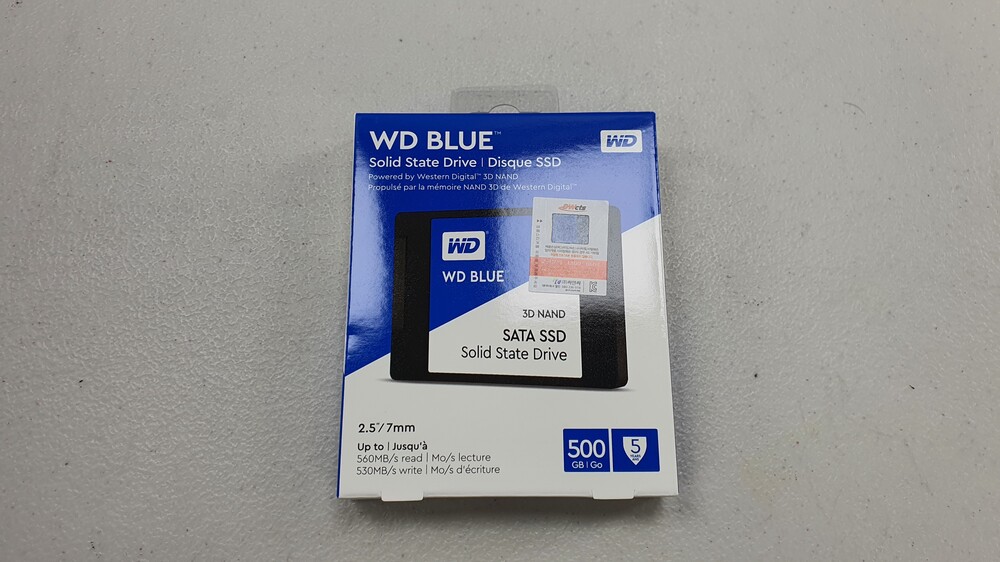 WD BLUE™
WD
Solid State Drive | Disque SSD
Powered by Western Digital™ 3D NAND
Propulsé par la mémoire NAND 3D de Western Digital™
WD
WD BLUE
3D NAND
SATA SSD
Solid State Drive
2.5"/7mm
Up to | Jusqu'à
560MB/s read | Mo/s lecture
530MB/s write | Mo/s d'écriture
500
GB | Go
5
YEARS
ANS